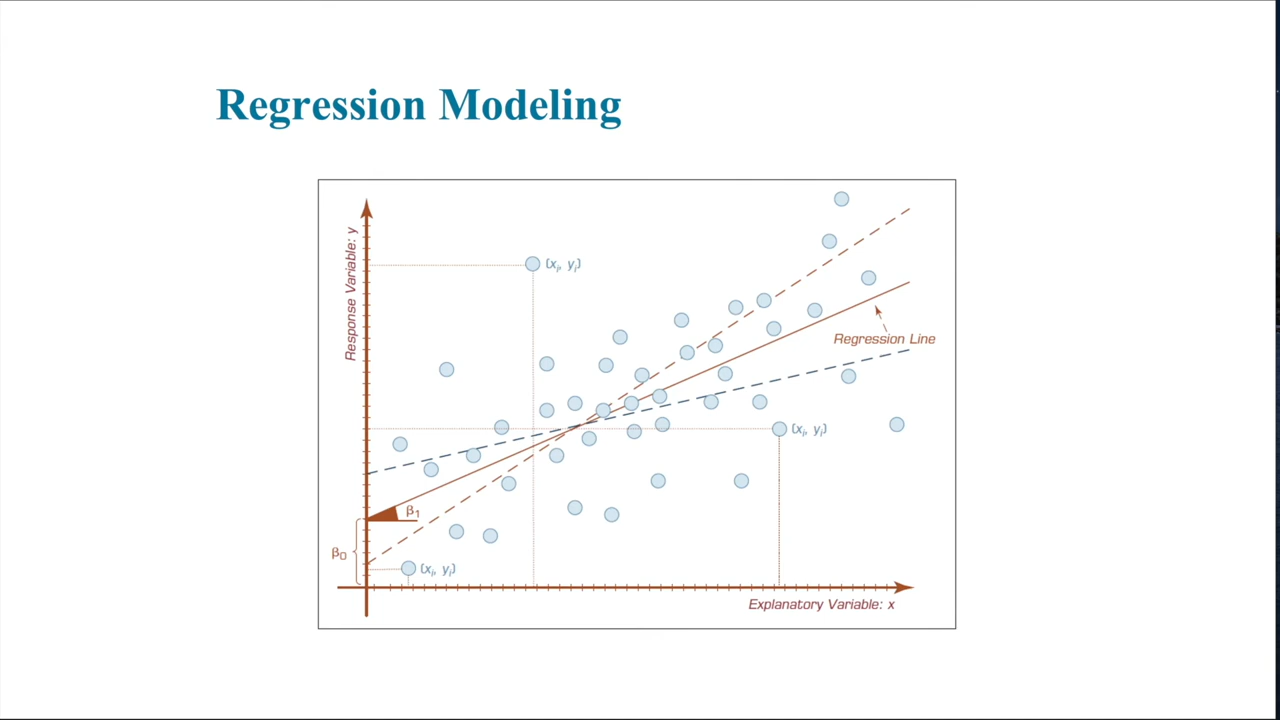 Regression Modeling
Response Variable: y
(xᵢ, yᵢ)
Regression Line
(xᵢ, yᵢ)
β₁
β₀
(xᵢ, yᵢ)
Explanatory Variable: x